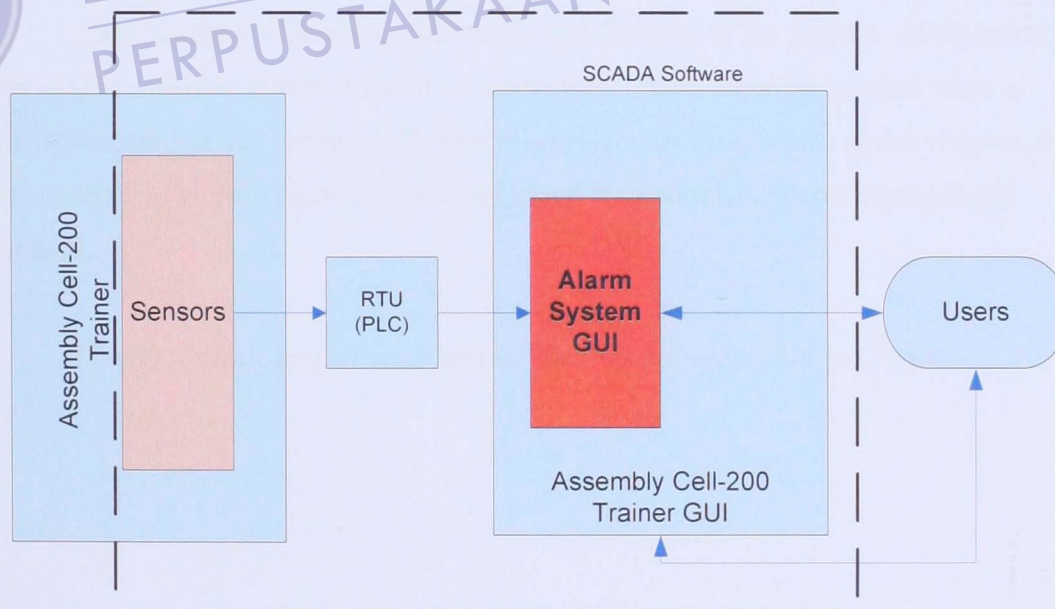 PERPUSTAKAAN
SCADA Software
Assembly Cell-200
Trainer
Sensors
RTU
(PLC)
Alarm
System
GUI
Users
Assembly Cell-200
Trainer GUI